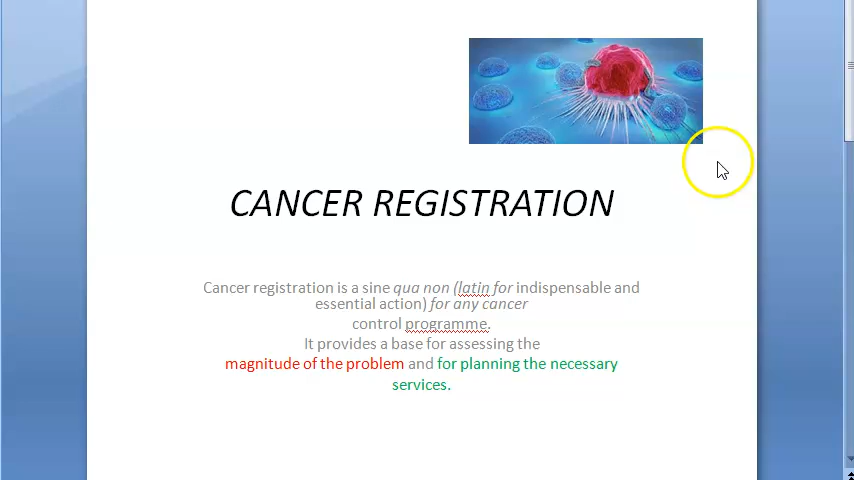 CANCER REGISTRATION
Cancer registration is a sine qua non (latin for indispensable and
essential action) for any cancer
control programme.
It provides a base for assessing the
magnitude of the problem and for planning the necessary
services.